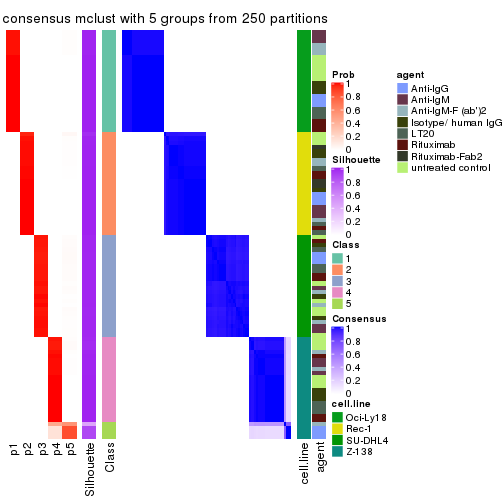 consensus mclust with 5 groups from 250 partitions
Prob
1
0.8
0.6
0.4
0.2
0
Silhouette
1
0.8
0.6
0.4
0.2
0
Class
1
2
3
4
5
Consensus
1
0.8
0.6
0.4
0.2
0
cell.line
Oci-Ly18
Rec-1
SU-DHL4
Z-138
agent
Anti-IgG
Anti-IgM
Anti-IgM-F (ab')2
Isotype/ human IgG
LT20
Rituximab
Rituximab-Fab2
untreated control
p1
p2
p3
p4
p5
Silhouette
Class
cell.line
agent